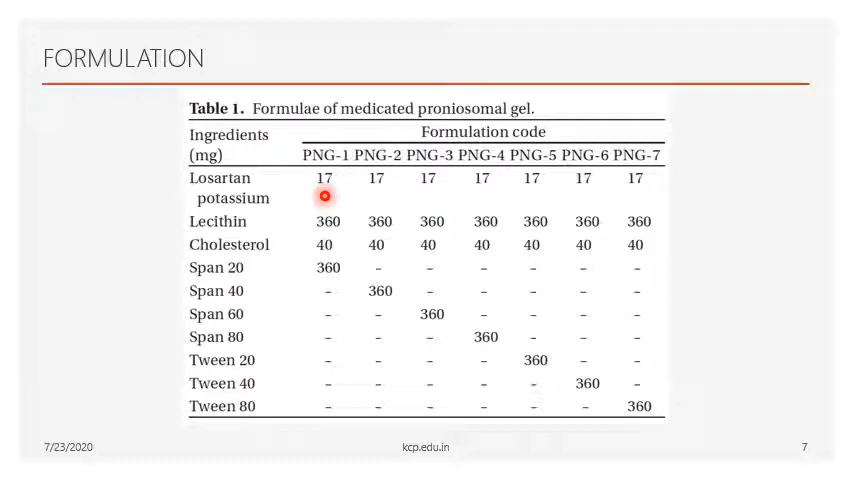 FORMULATION
Table 1. Formulae of medicated proniosomal gel.
Ingredients Formulation code
(mg) PNG-1 PNG-2 PNG-3 PNG-4 PNG-5 PNG-6 PNG-7
Losartan 17 17 17 17 17 17 17
potassium
Lecithin 360 360 360 360 360 360 360
Cholesterol 40 40 40 40 40 40 40
Span 20 360 – – – – – –
Span 40 – 360 – – – – –
Span 60 – – 360 – – – –
Span 80 – – – 360 – – –
Tween 20 – – – – 360 – –
Tween 40 – – – – – 360 –
Tween 80 – – – – – – 360
7/23/2020 kcp.edu.in 7